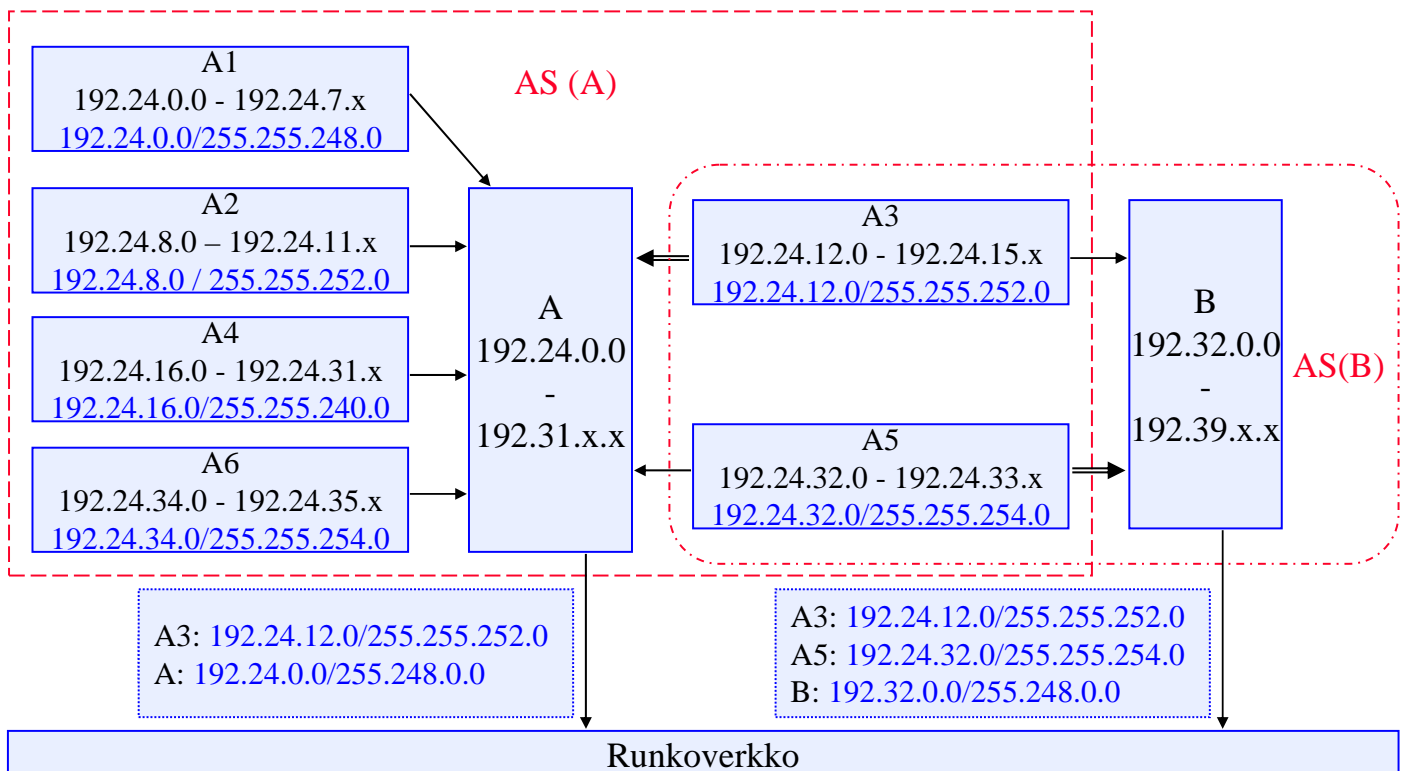 A1
192.24.0.0 - 192.24.7.x
192.24.0.0/255.255.248.0
AS (A)
A2
192.24.8.0 – 192.24.11.x
192.24.8.0 / 255.255.252.0
A4
192.24.16.0 - 192.24.31.x
192.24.16.0/255.255.240.0
A6
192.24.34.0 - 192.24.35.x
192.24.34.0/255.255.254.0
A
192.24.0.0
-
192.31.x.x
A3
192.24.12.0 - 192.24.15.x
192.24.12.0/255.255.252.0
A5
192.24.32.0 - 192.24.33.x
192.24.32.0/255.255.254.0
B
192.32.0.0
-
192.39.x.x
AS(B)
A3: 192.24.12.0/255.255.252.0
A: 192.24.0.0/255.248.0.0
A3: 192.24.12.0/255.255.252.0
A5: 192.24.32.0/255.255.254.0
B: 192.32.0.0/255.248.0.0
Runkoverkko